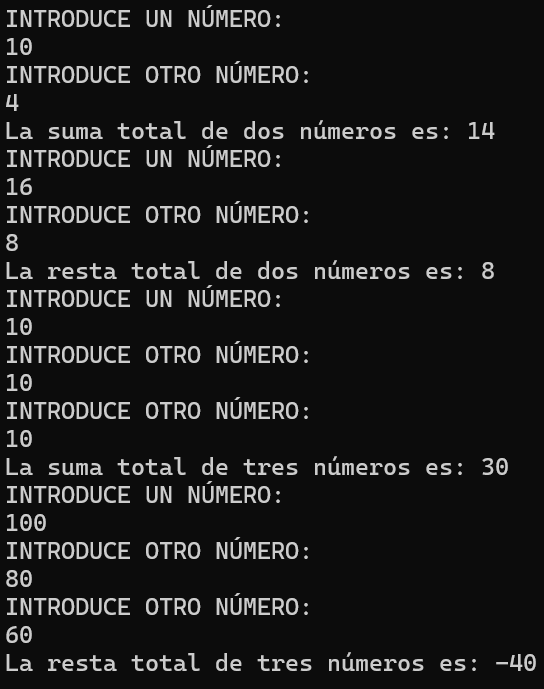 INTRODUCE UN NÚMERO:
10
INTRODUCE OTRO NÚMERO:
4
La suma total de dos números es: 14
INTRODUCE UN NÚMERO:
16
INTRODUCE OTRO NÚMERO:
8
La resta total de dos números es: 8
INTRODUCE UN NÚMERO:
10
INTRODUCE OTRO NÚMERO:
10
INTRODUCE OTRO NÚMERO:
10
La suma total de tres números es: 30
INTRODUCE UN NÚMERO:
100
INTRODUCE OTRO NÚMERO:
80
INTRODUCE OTRO NÚMERO:
60
La resta total de tres números es: -40